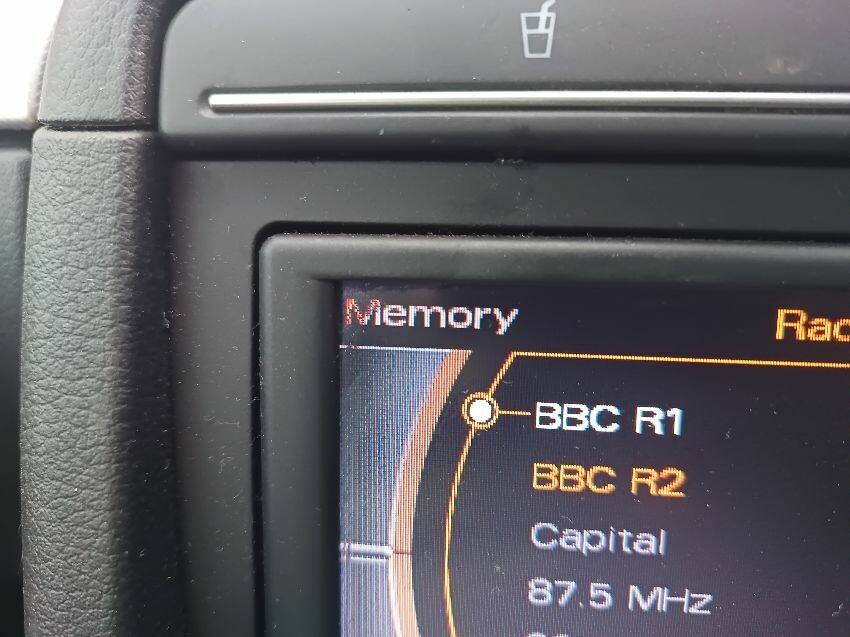 Memory
BBC R1
BBC R2
Capital
87.5 MHz